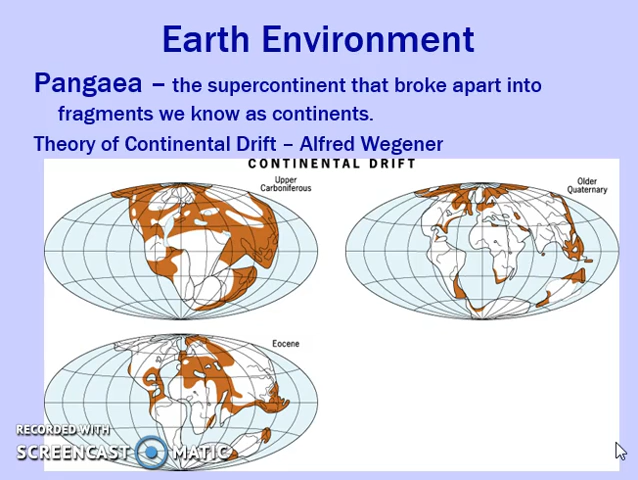 Earth Environment
Pangaea – the supercontinent that broke apart into
fragments we know as continents.
Theory of Continental Drift – Alfred Wegener
CONTINENTAL DRIFT
Upper
Carboniferous
Older
Quaternary
Eocene
RECORDED WITH
SCREENCAST MATIC